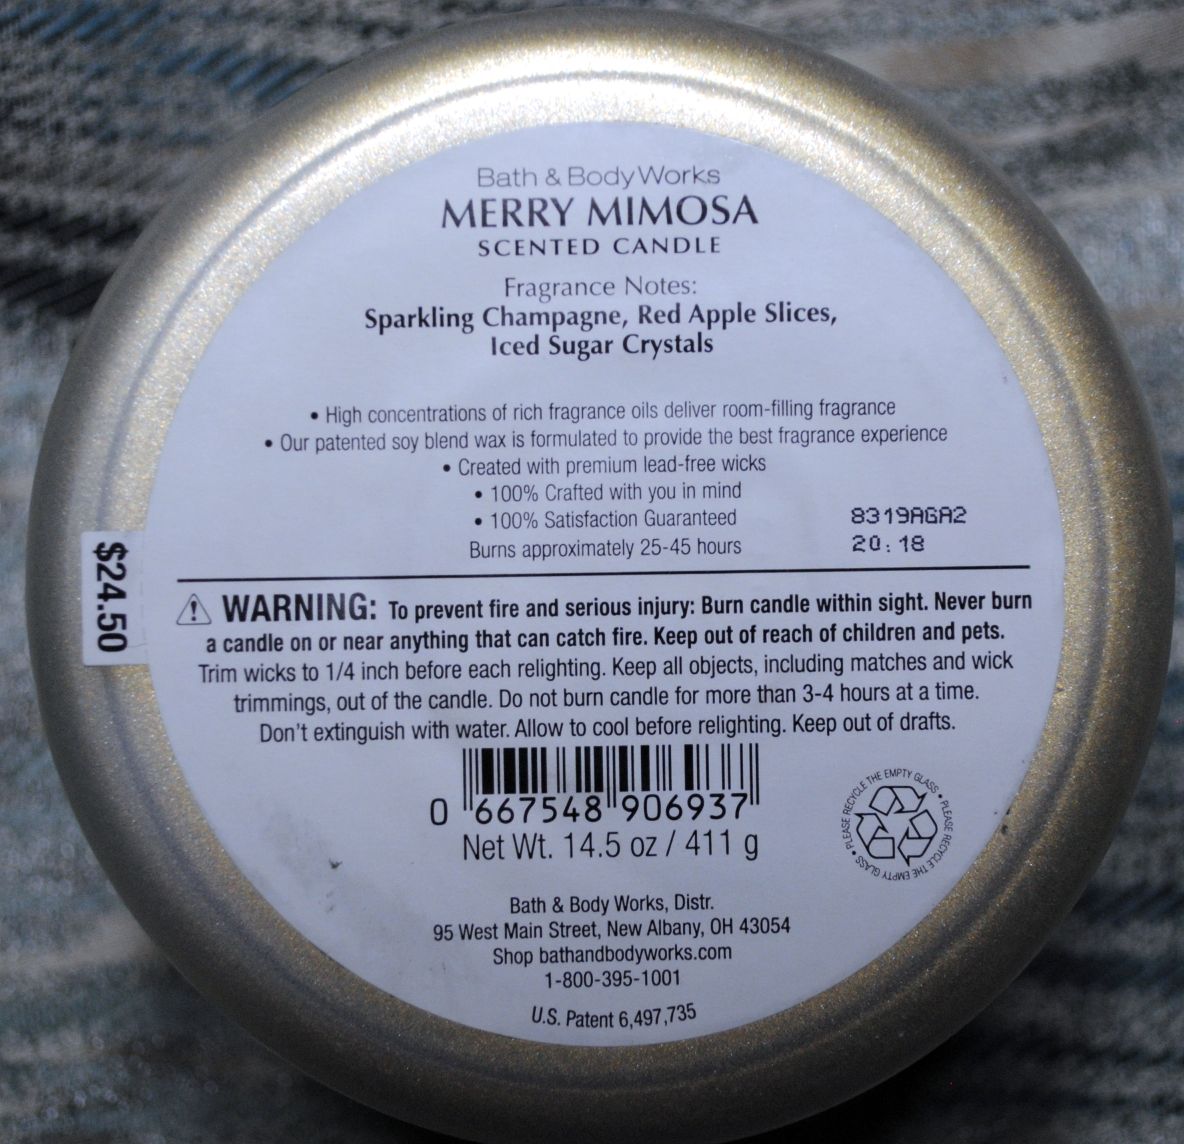 Bath & Body Works
MERRY MIMOSA
SCENTED CANDLE
Fragrance Notes:
Sparkling Champagne, Red Apple Slices,
Iced Sugar Crystals
• High concentrations of rich fragrance oils deliver room-filling fragrance
• Our patented soy blend wax is formulated to provide the best fragrance experience
• Created with premium lead-free wicks
• 100% Crafted with you in mind
• 100% Satisfaction Guaranteed
Burns approximately 25-45 hours
8319AGA2
20:18
$24.50
WARNING: To prevent fire and serious injury: Burn candle within sight. Never burn
a candle on or near anything that can catch fire. Keep out of reach of children and pets.
Trim wicks to 1/4 inch before each relighting. Keep all objects, including matches and wick
trimmings, out of the candle. Do not burn candle for more than 3-4 hours at a time.
Don't extinguish with water. Allow to cool before relighting. Keep out of drafts.
0 667548 906937
Net Wt. 14.5 oz / 411 g
PLEASE RECYCLE THE EMPTY GLASS • PLEASE RECYCLE THE EMPTY GLASS •
Bath & Body Works, Distr.
95 West Main Street, New Albany, OH 43054
Shop bathandbodyworks.com
1-800-395-1001
U.S. Patent 6,497,735